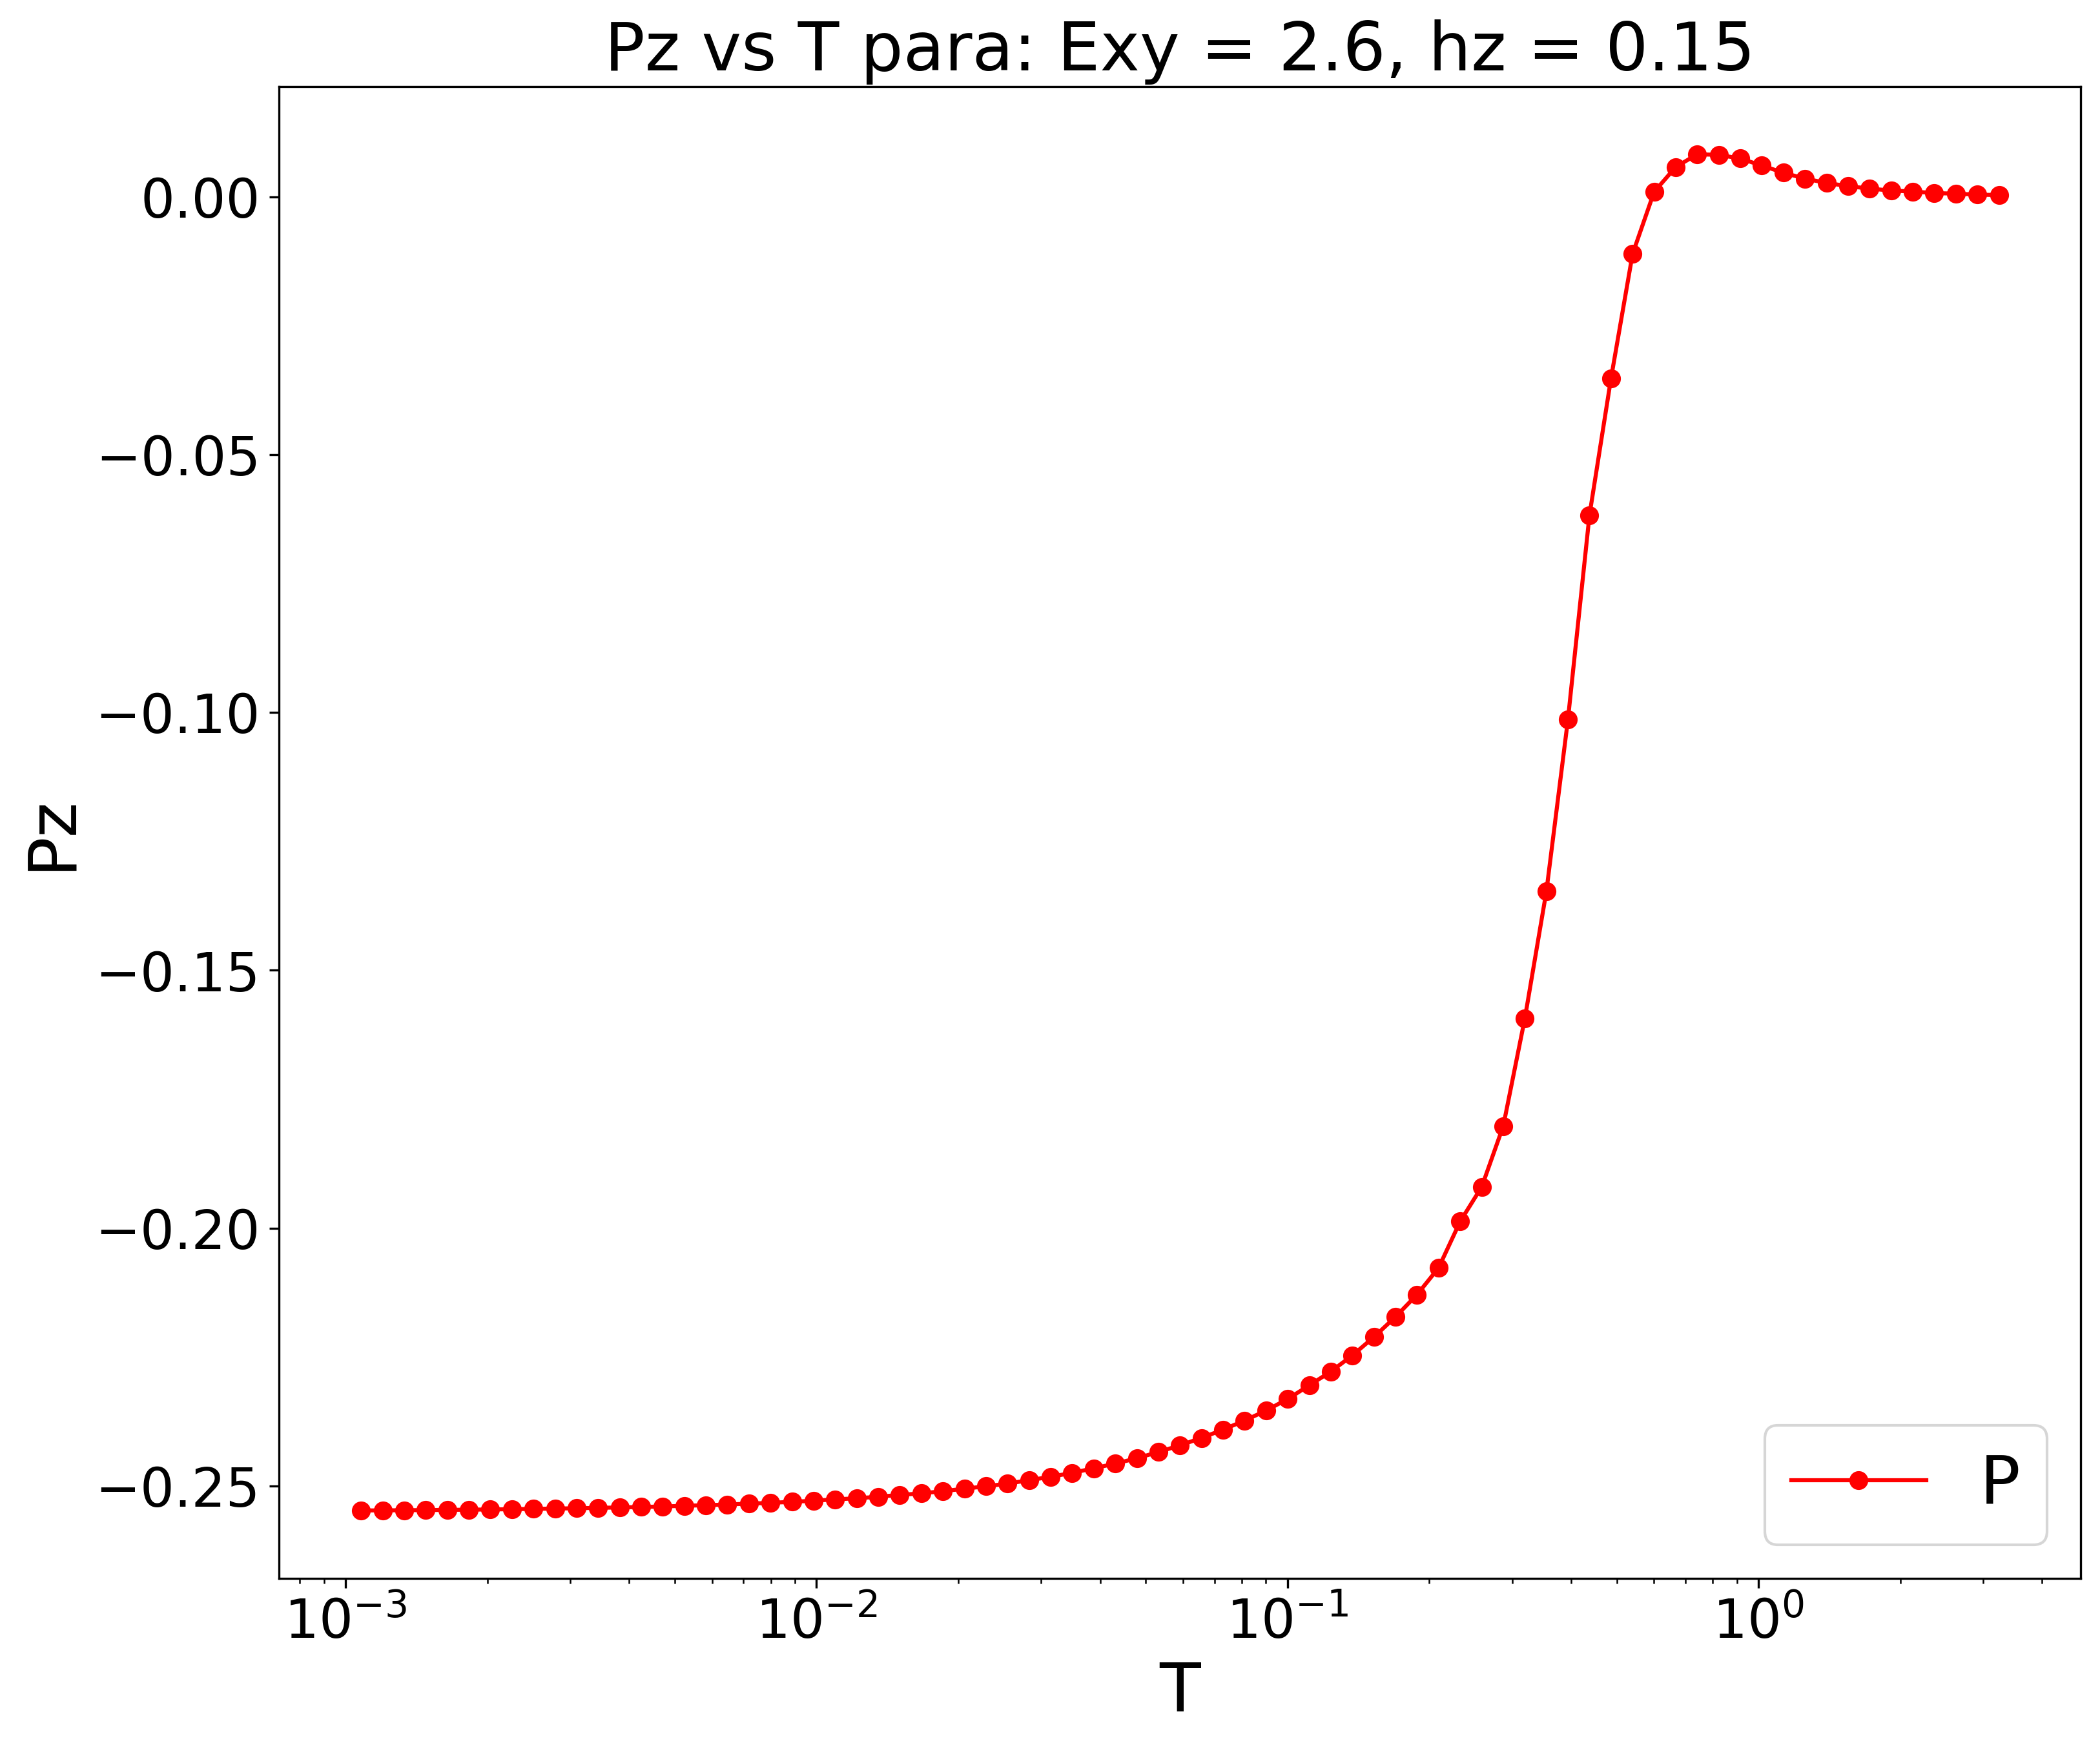 Pz vs T para: Exy = 2.6, hz = 0.15
0.00
−0.05
−0.10
−0.15
−0.20
−0.25
Pz
P
10⁻³ 10⁻² 10⁻¹ 10⁰
T